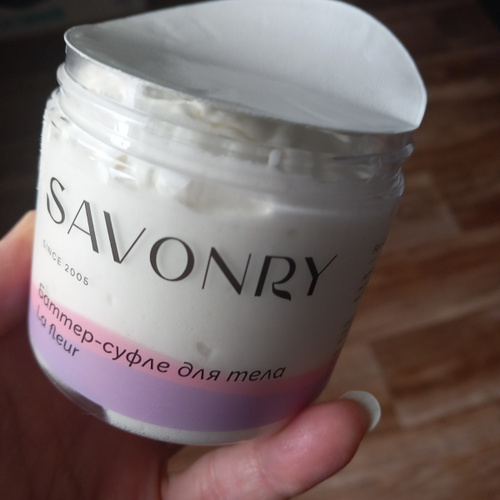 SAVONRY
SINCE 2005
баттер-суфле для тела
La fleur